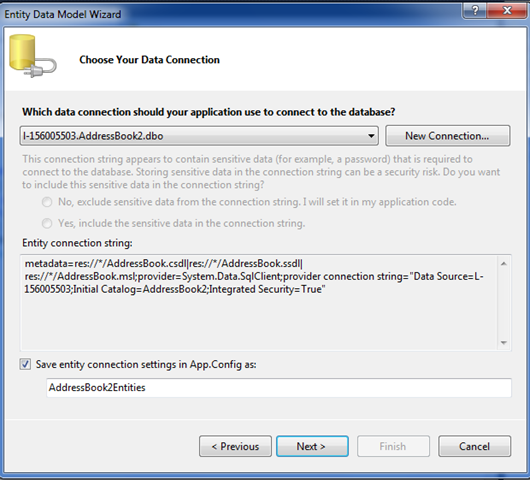 Entity Data Model Wizard
?
Choose Your Data Connection
Which data connection should your application use to connect to the database?
l-156005503.AddressBook2.dbo
New Connection...
This connection string appears to contain sensitive data (for example, a password) that is required
to connect to the database. Storing sensitive data in the connection string can be a security risk. Do you want
to include this sensitive data in the connection string?
No, exclude sensitive data from the connection string. I will set it in my application code.
Yes, include the sensitive data in the connection string.
Entity connection string:
metadata=res://*/AddressBook.csdl|res://*/AddressBook.ssdl|
res://*/AddressBook.msl;provider=System.Data.SqlClient;provider connection string="Data Source=L-
156005503;Initial Catalog=AddressBook2;Integrated Security=True"
Save entity connection settings in App.Config as:
AddressBook2Entities
< Previous
Next >
Finish
Cancel